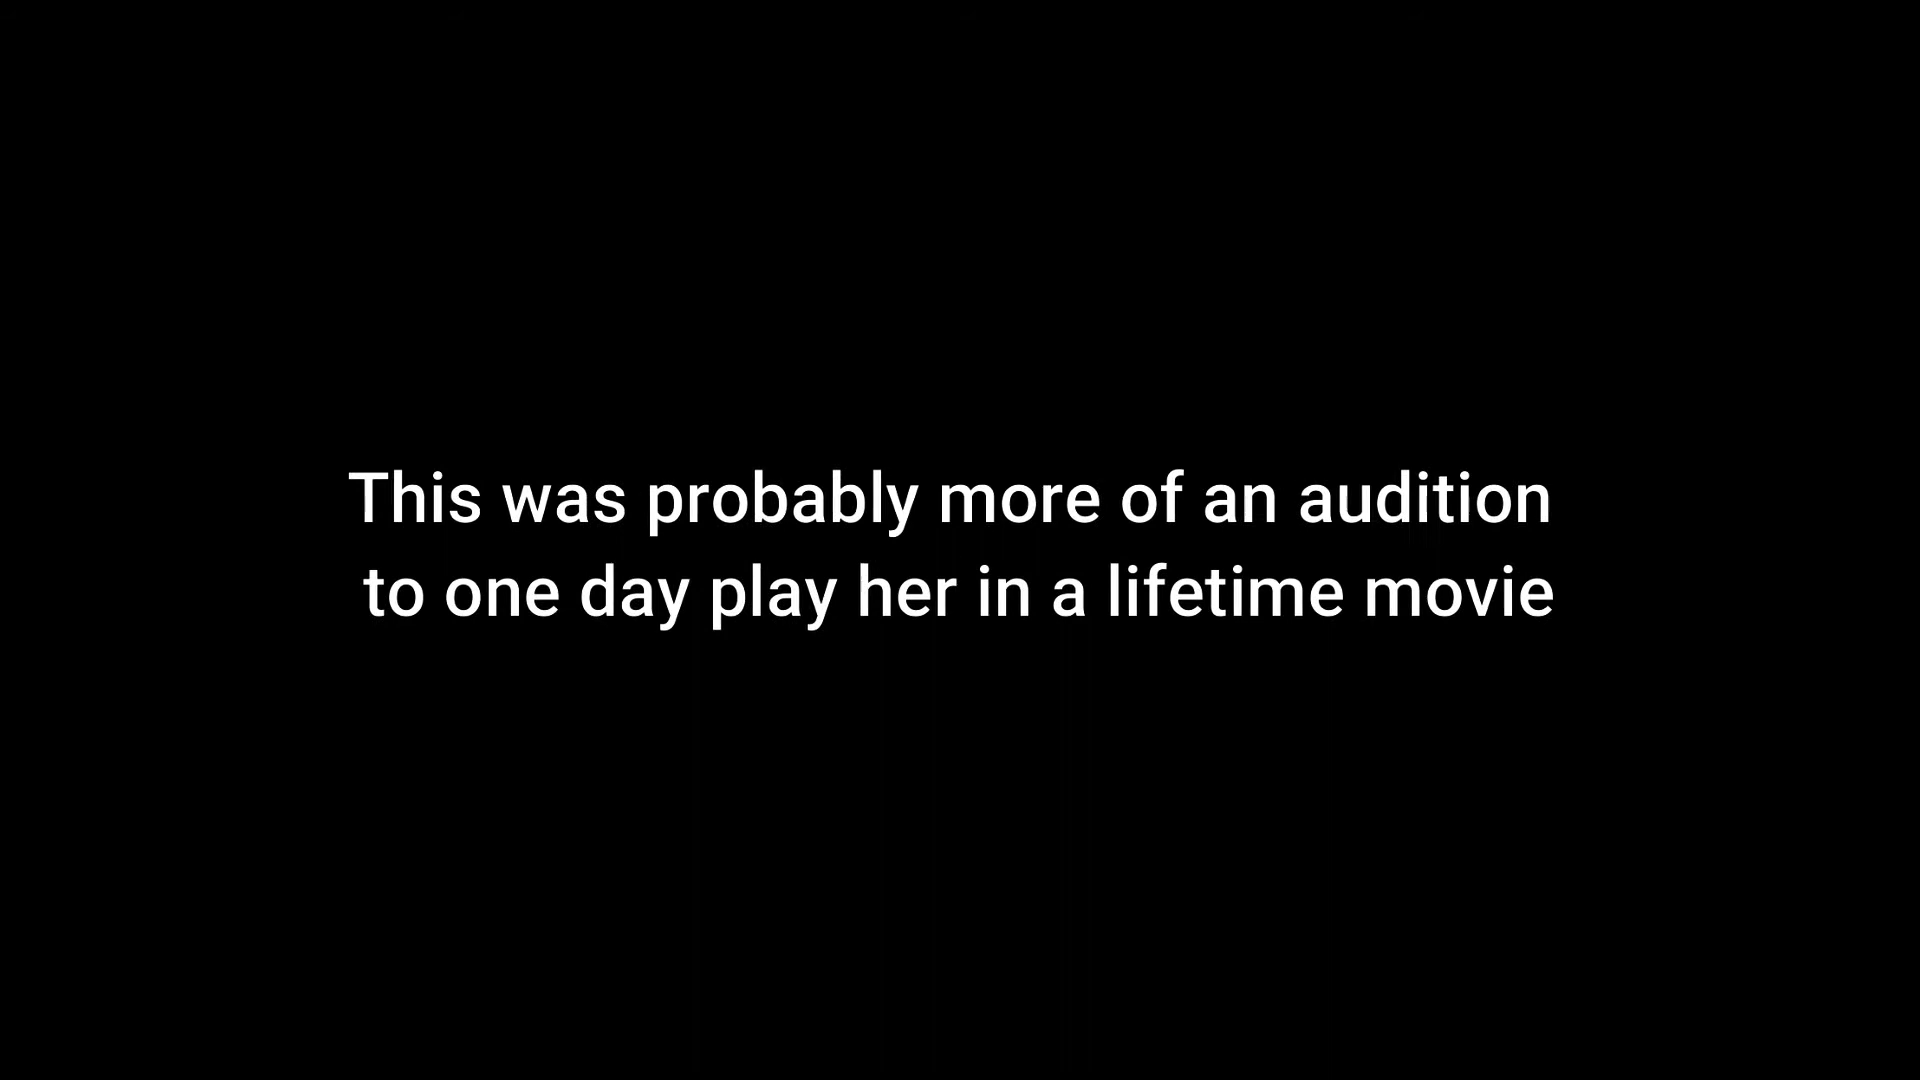 This was probably more of an audition
to one day play her in a lifetime movie